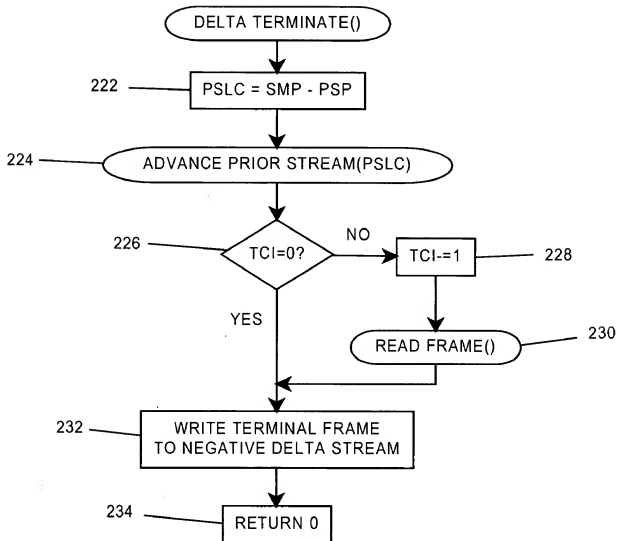 DELTA TERMINATE()
222
PSLC = SMP - PSP
224
ADVANCE PRIOR STREAM(PSLC)
226
TCI=0?
NO
TCI-=1
228
YES
READ FRAME()
230
232
WRITE TERMINAL FRAME
TO NEGATIVE DELTA STREAM
234
RETURN 0